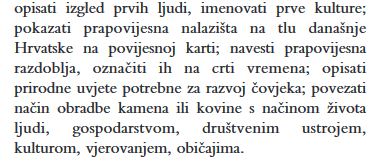 opisati izgled prvih ljudi, imenovati prve kulture;
pokazati prapovijesna nalazišta na tlu današnje
Hrvatske na povijesnoj karti; navesti prapovijesna
razdoblja, označiti ih na crti vremena; opisati
prirodne uvjete potrebne za razvoj čovjeka; povezati
način obradbe kamena ili kovine s načinom života
ljudi, gospodarstvom, društvenim ustrojem,
kulturom, vjerovanjem, običajima.